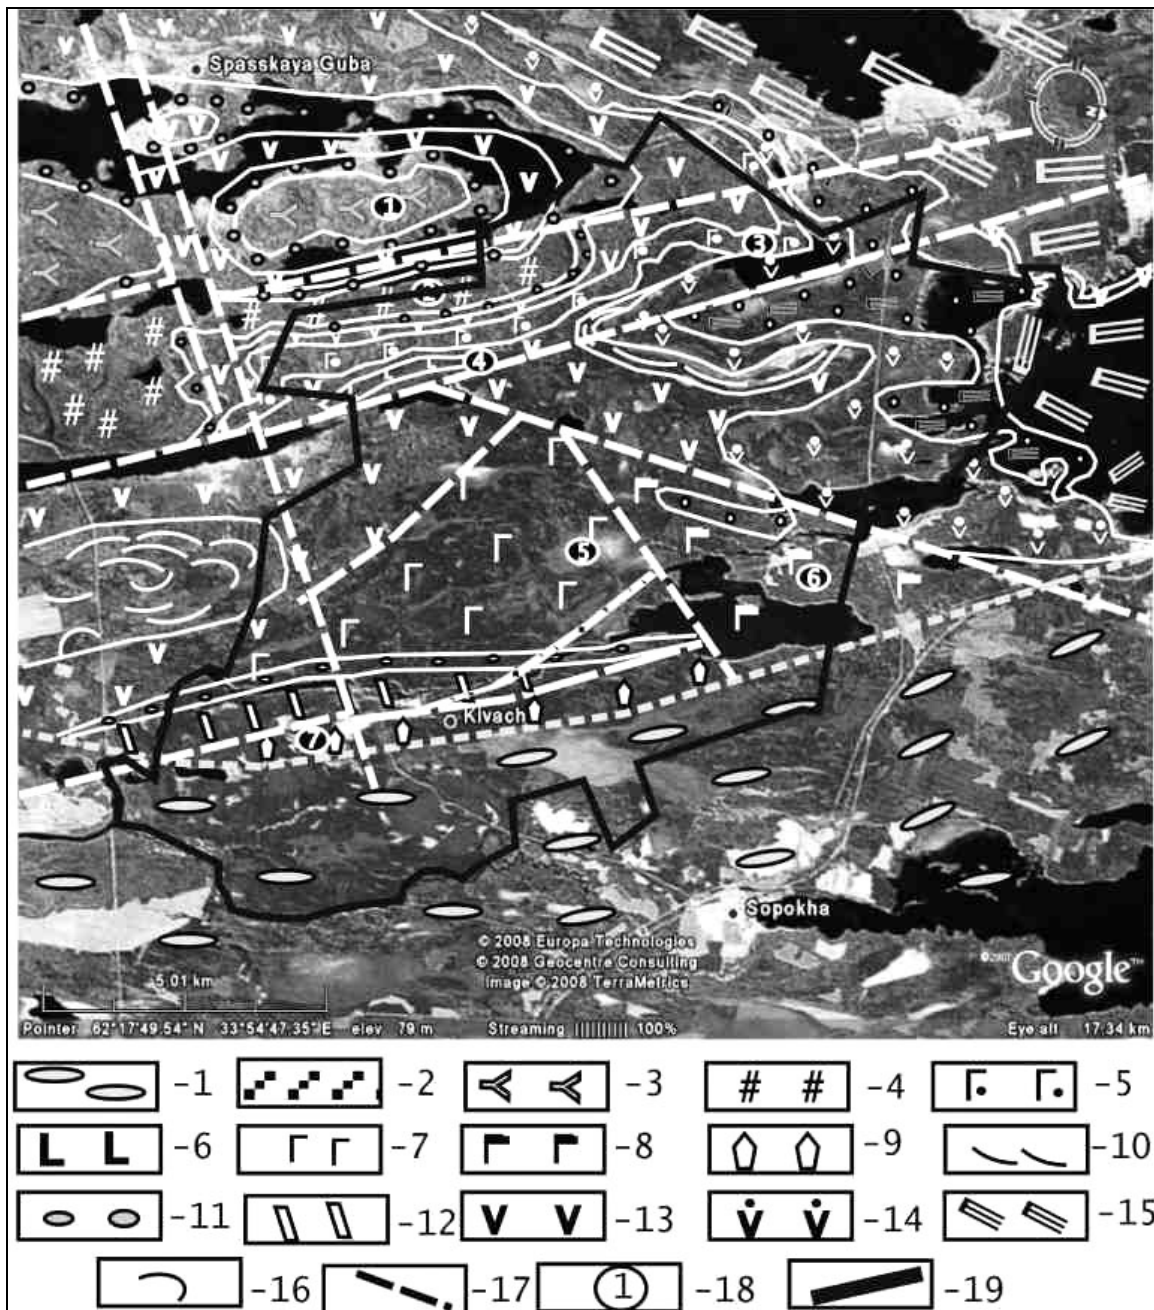 Spasskaya Guba
N
1
3
2
4
5
6
Kivach
7
Sopokha
© 2008 Europa Technologies
© 2008 Geocentre Consulting
Image © 2008 TerraMetrics
©2007 Google™
5.01 km
Pointer 62°17'49.54" N 33°54'47.35" E elev 79 m Streaming |||||||||| 100% Eye alt 17.34 km
-1 -2 -3 # # -4 -5
-6 -7 -8 -9 -10
-11 -12 V V -13 -14 -15
-16 -17 1 -18 -19